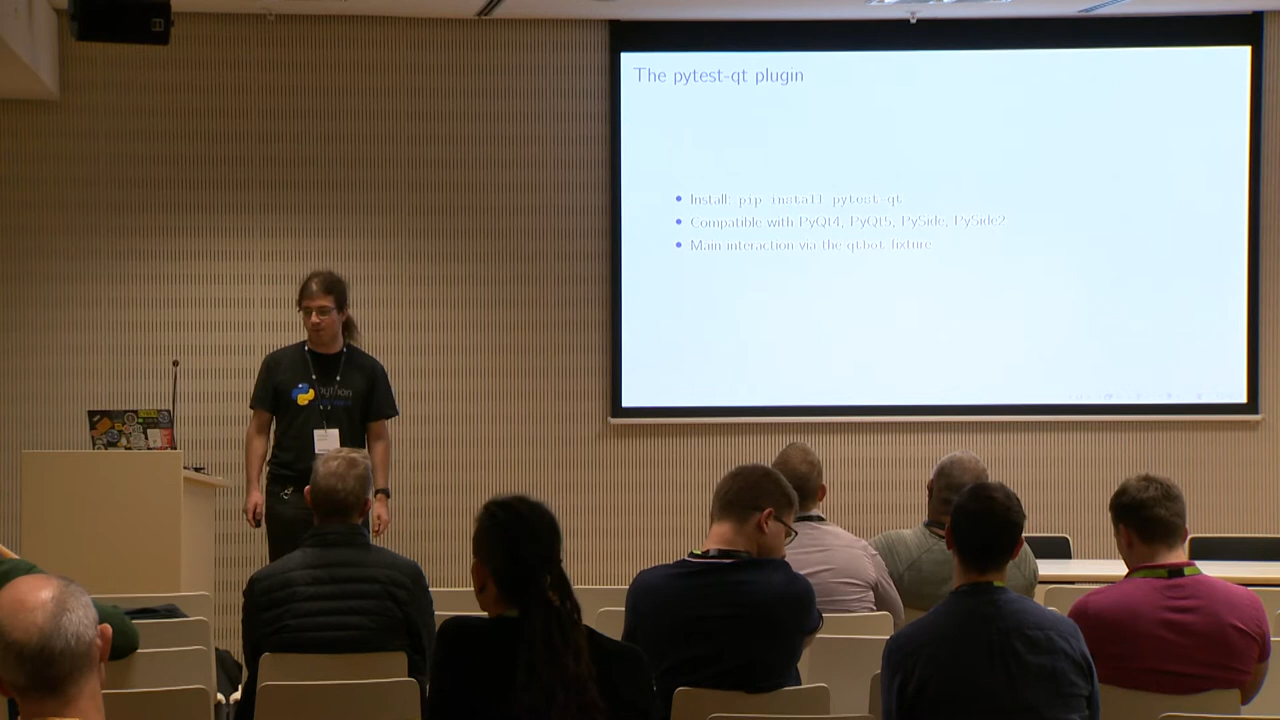 The pytest-qt plugin
Install: pip install pytest-qt
Compatible with PyQt4, PyQt5, PySide, PySide2
Main interaction via the qtbot fixture
python